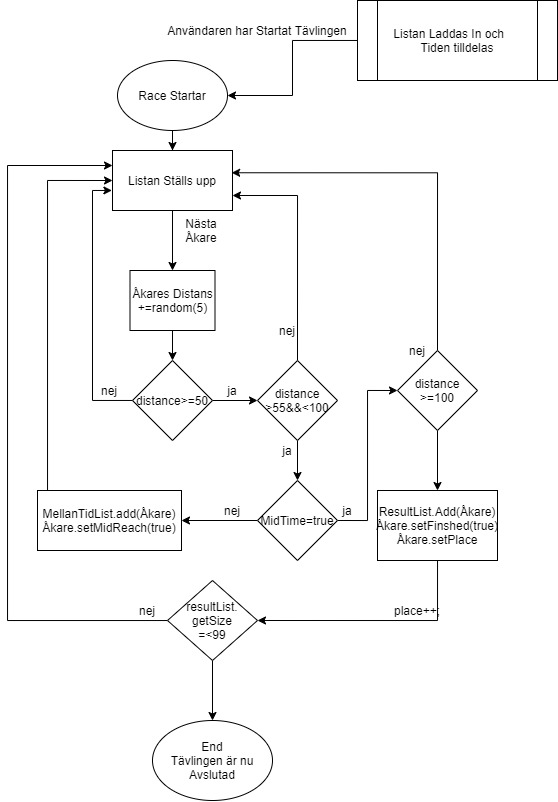 Användaren har Startat Tävlingen
Listan Laddas In och
Tiden tilldelas
Race Startar
Listan Ställs upp
Nästa
Åkare
Åkares Distans
+=random(5)
nej
distance>=50
ja
nej
distance
>55&&<100
ja
nej
distance
>=100
MellanTidList.add(Åkare)
Åkare.setMidReach(true)
nej
MidTime=true
ja
ResultList.Add(Åkare)
Åkare.setFinshed(true)
Åkare.setPlace
nej
resultList.
getSize
=<99
place++;
End
Tävlingen är nu
Avslutad